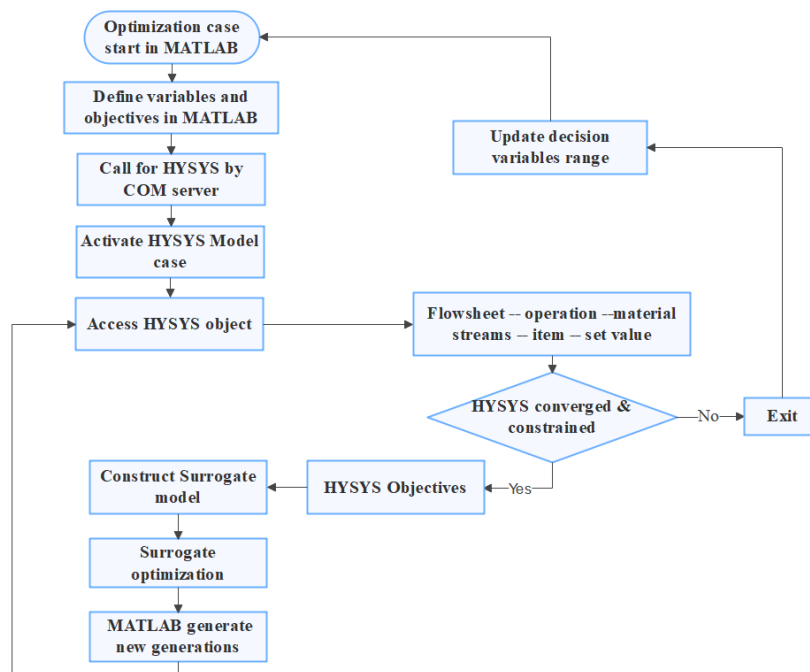 Optimization case
start in MATLAB
Define variables and
objectives in MATLAB
Call for HYSYS by
COM server
Activate HYSYS Model
case
Access HYSYS object
Flowsheet -- operation --material
streams -- item -- set value
HYSYS converged &
constrained
No
Exit
Update decision
variables range
Yes
HYSYS Objectives
Construct Surrogate
model
Surrogate
optimization
MATLAB generate
new generations